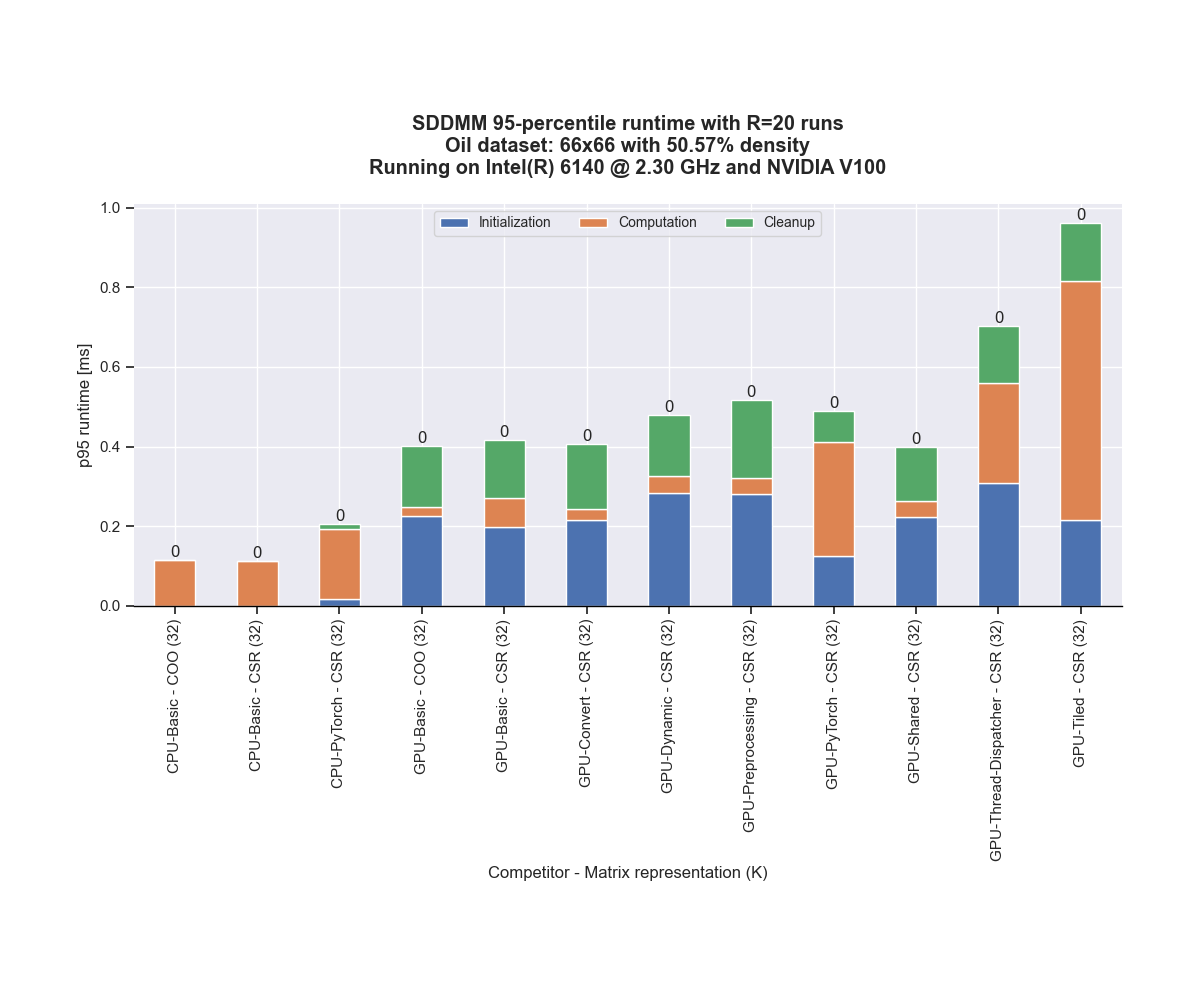 SDDMM 95-percentile runtime with R=20 runs
Oil dataset: 66x66 with 50.57% density
Running on Intel(R) 6140 @ 2.30 GHz and NVIDIA V100
Initialization Computation Cleanup
p95 runtime [ms]
1.0
0.8
0.6
0.4
0.2
0.0
0
0
0
0
0
0
0
0
0
0
0
0
CPU-Basic - COO (32)
CPU-Basic - CSR (32)
CPU-PyTorch - CSR (32)
GPU-Basic - COO (32)
GPU-Basic - CSR (32)
GPU-Convert - CSR (32)
GPU-Dynamic - CSR (32)
GPU-Preprocessing - CSR (32)
GPU-PyTorch - CSR (32)
GPU-Shared - CSR (32)
GPU-Thread-Dispatcher - CSR (32)
GPU-Tiled - CSR (32)
Competitor - Matrix representation (K)